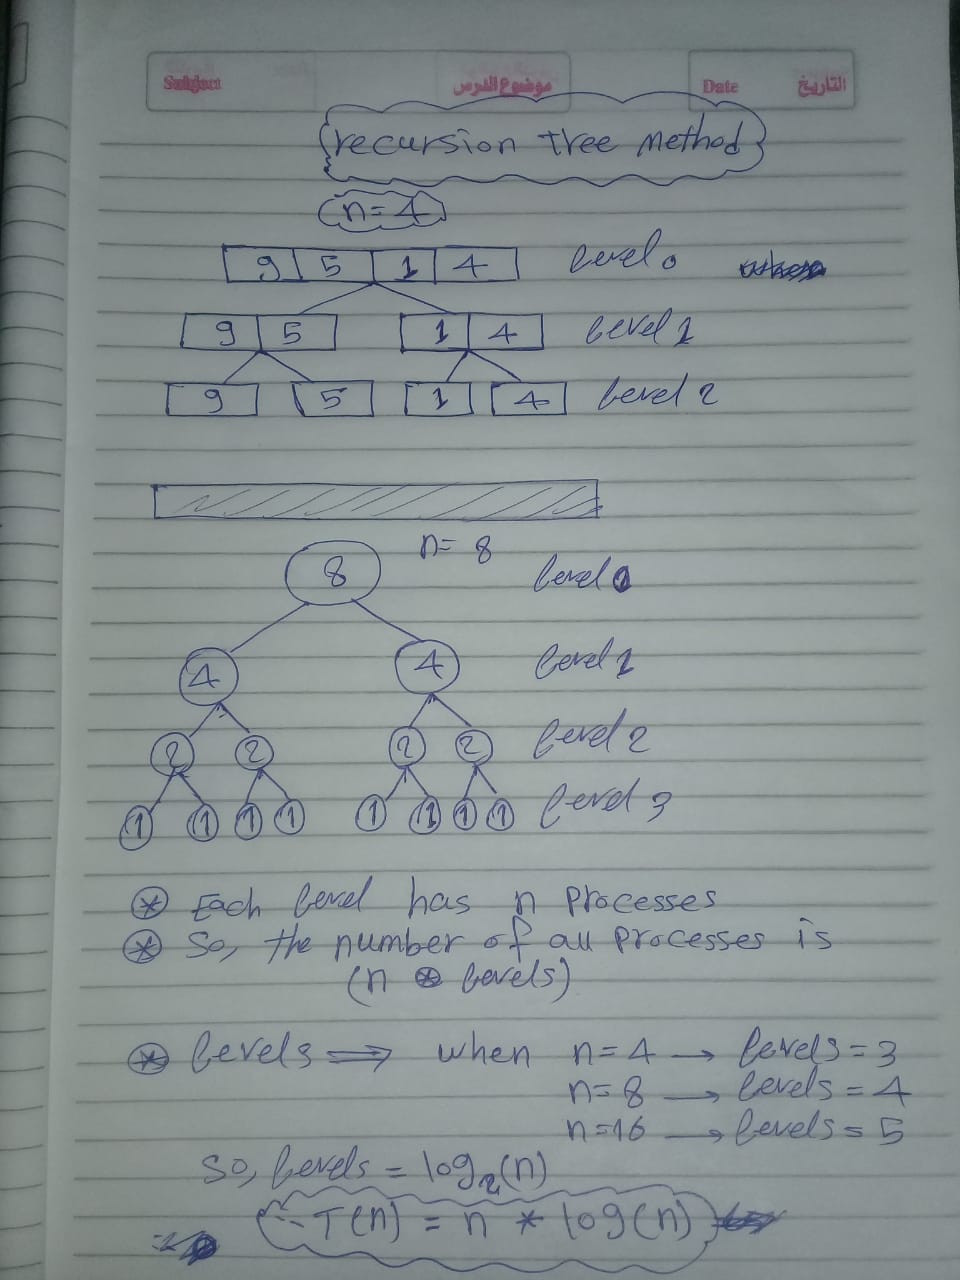 Subject موضوع الدرس Date التاريخ
recursion tree method
n=4
9 5 1 4 level 0
9 5 1 4 level 1
9 5 1 4 level 2
n= 8
8 level 0
4 4 level 1
2 2 2 2 level 2
1 1 1 1 1 1 1 1 level 3
* Each level has n processes
* So, the number of all processes is
(n * levels)
* levels ⇒ when n=4 → levels=3
n=8 → levels=4
n=16 → levels=5
So, levels = log₂(n)
∴ T(n) = n * log(n)